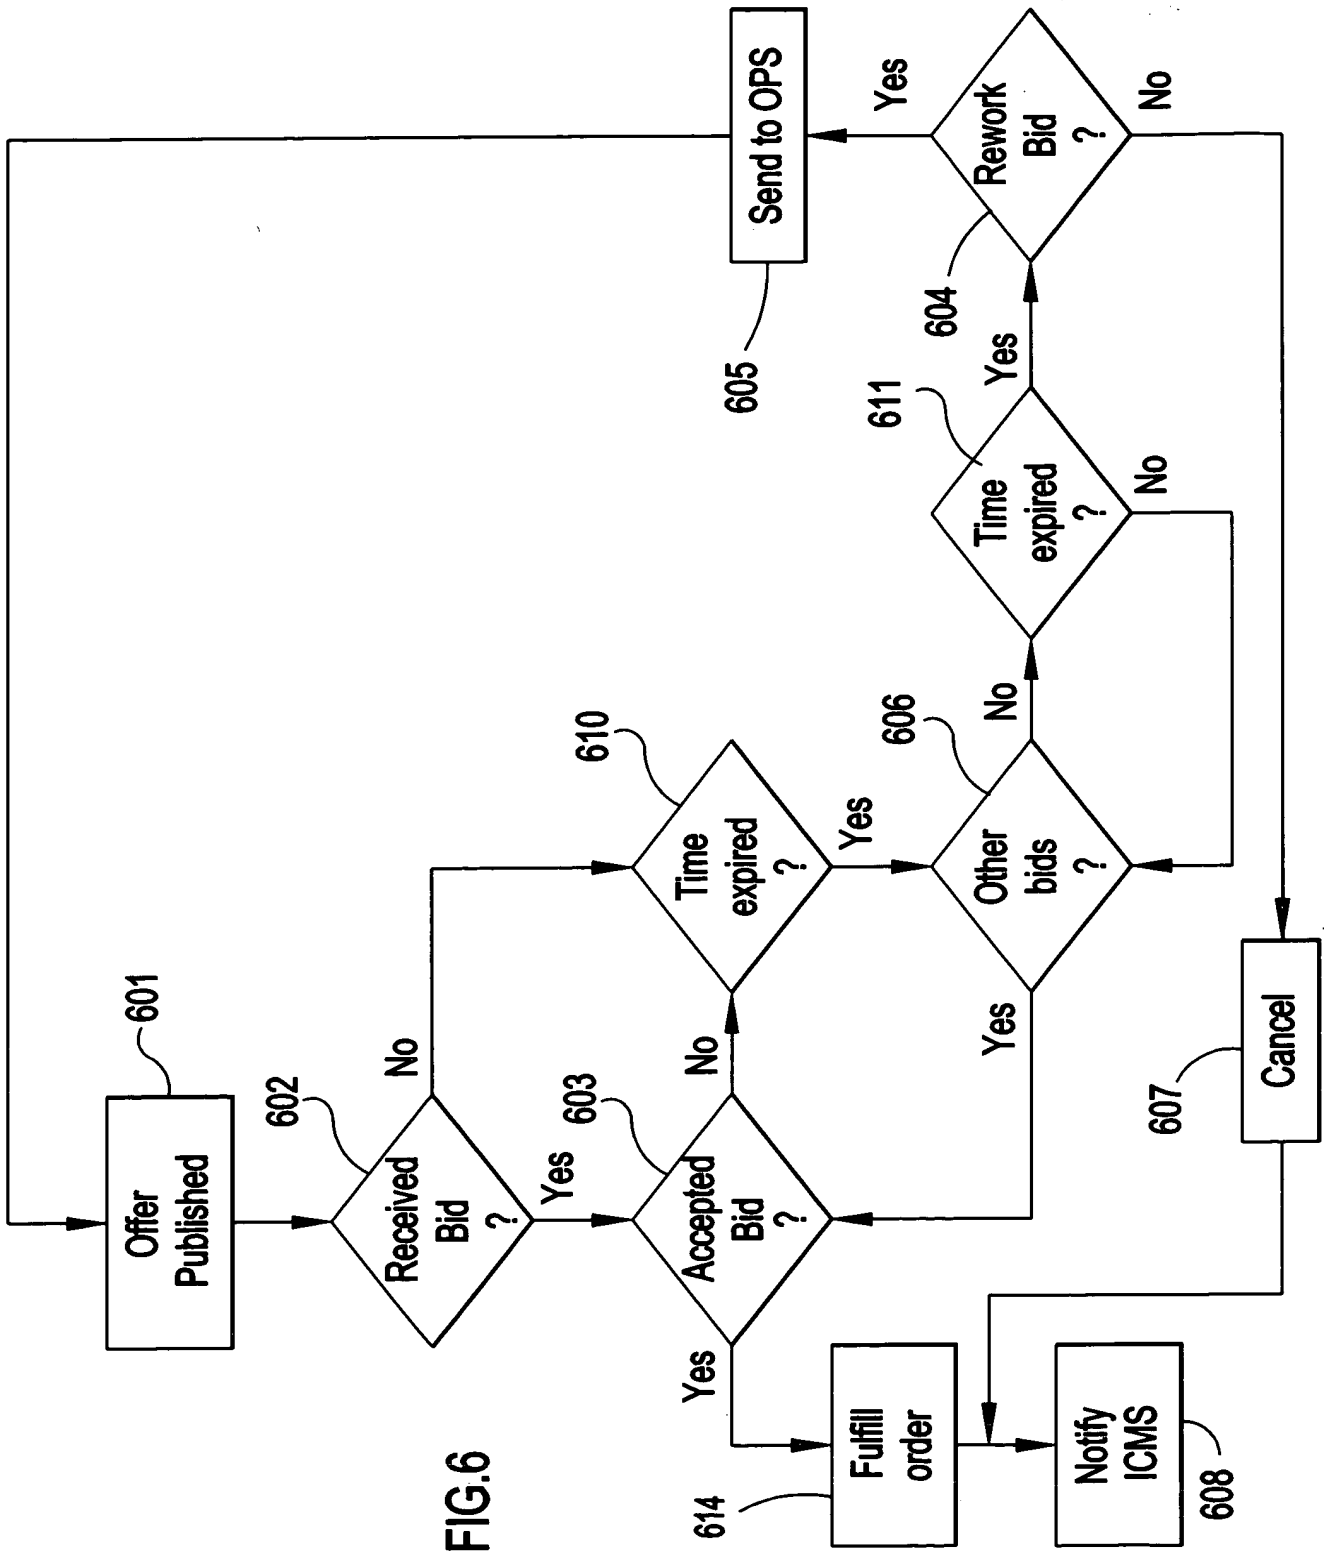 FIG.6
601
Offer
Published
602
Received
Bid
?
No
Yes
603
Accepted
Bid
?
No
Yes
610
Time
expired
?
Yes
606
Other
bids
?
No
Yes
611
Time
expired
?
Yes
No
604
Rework
Bid
?
Yes
No
605
Send to OPS
607
Cancel
614
Fulfill
order
608
Notify
ICMS